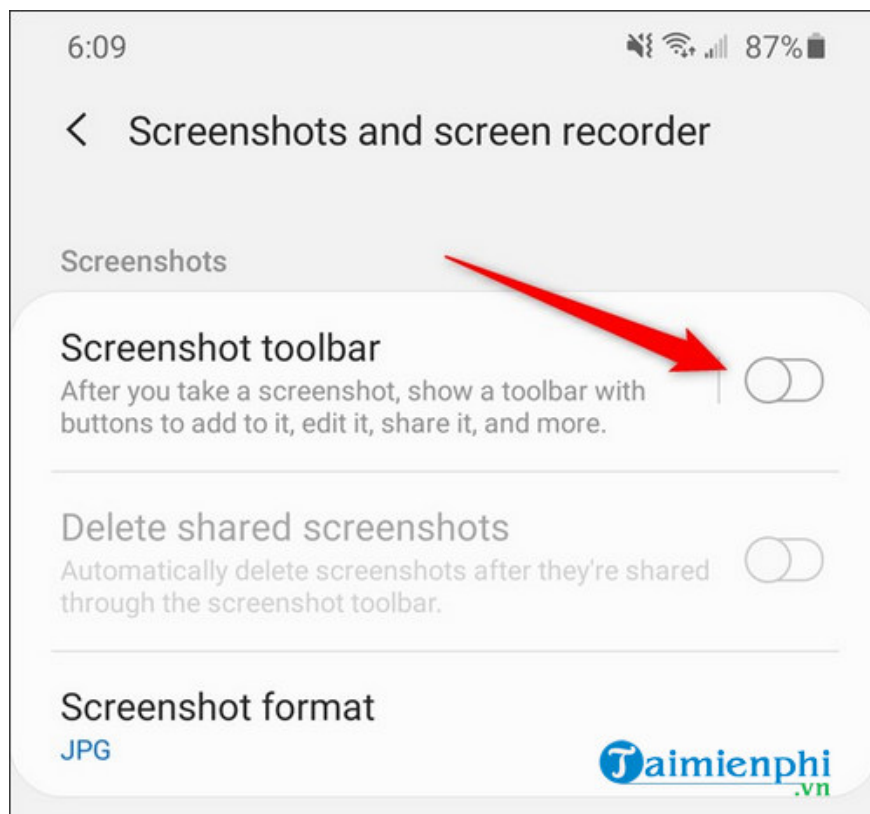 6:09 87%
Screenshots and screen recorder
Screenshots
Screenshot toolbar
After you take a screenshot, show a toolbar with
buttons to add to it, edit it, share it, and more.
Delete shared screenshots
Automatically delete screenshots after they're shared
through the screenshot toolbar.
Screenshot format
JPG
Taimienphi
.vn